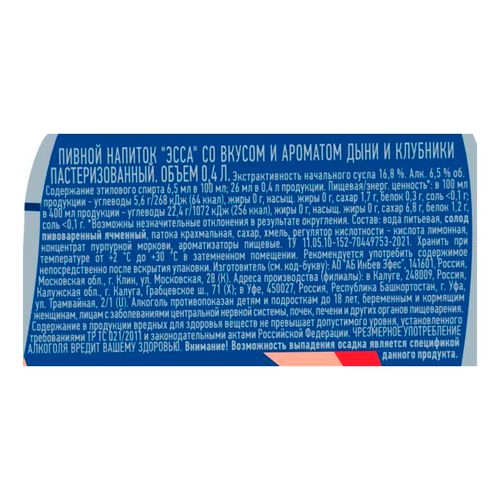 ПИВНОЙ НАПИТОК "ЭССА" СО ВКУСОМ И АРОМАТОМ ДЫНИ И КЛУБНИКИ
ПАСТЕРИЗОВАННЫЙ. ОБЪЕМ 0,4 Л. Экстрактивность начального сусла 16,8 %. Алк. 6,5 % об.
Содержание этилового спирта 6,5 мл в 100 мл; 26 мл в 0,4 л продукции. Пищевая/энерг. ценность*: в 100 мл
продукции - углеводы 5,6 г/268 кДж (64 ккал), жиры 0 г, насыщ. жиры 0 г, сахар 1,7 г, белок 0,3 г, соль <0,1 г;
в 400 мл продукции - углеводы 22,4 г/1072 кДж (256 ккал), жиры 0 г, насыщ. жиры 0 г, сахар 6,8 г, белок 1,2 г,
соль <0,1 г. *Возможны незначительные отклонения в результате округления. Состав: вода питьевая, солод
пивоваренный ячменный, патока крахмальная, сахар, хмель, регулятор кислотности - кислота лимонная,
концентрат пурпурной моркови, ароматизаторы пищевые. ТУ 11.05.10-152-70449753-2021. Хранить при
температуре от +2 °C до +30 °C в затемненном помещении. Рекомендуется употребить содержимое
непосредственно после вскрытия упаковки. Изготовитель (см. код-букву): АО "АБ ИнБев Эфес", 141601, Россия,
Московская обл., г. Клин, ул. Московская, 28 (К). Адреса производства (см. код-букву): в Калуге, 248009, Россия,
Калужская обл., г. Калуга, Грабцевское ш., 71 (X); в Уфе, 450027, Россия, Республика Башкортостан, г. Уфа,
ул. Трамвайная, 2/1 (U). Алкоголь противопоказан детям и подросткам до 18 лет, беременным и кормящим
женщинам, лицам с заболеваниями центральной нервной системы, почек, печени и других органов пищеварения.
Содержание в продукции вредных для здоровья веществ не превышает допустимого уровня, установленного
требованиями ТР ТС 021/2011 и законодательными актами Российской Федерации. ЧРЕЗМЕРНОЕ УПОТРЕБЛЕНИЕ
АЛКОГОЛЯ ВРЕДИТ ВАШЕМУ ЗДОРОВЬЮ. Внимание! Возможность выпадения осадка является спецификой
данного продукта.